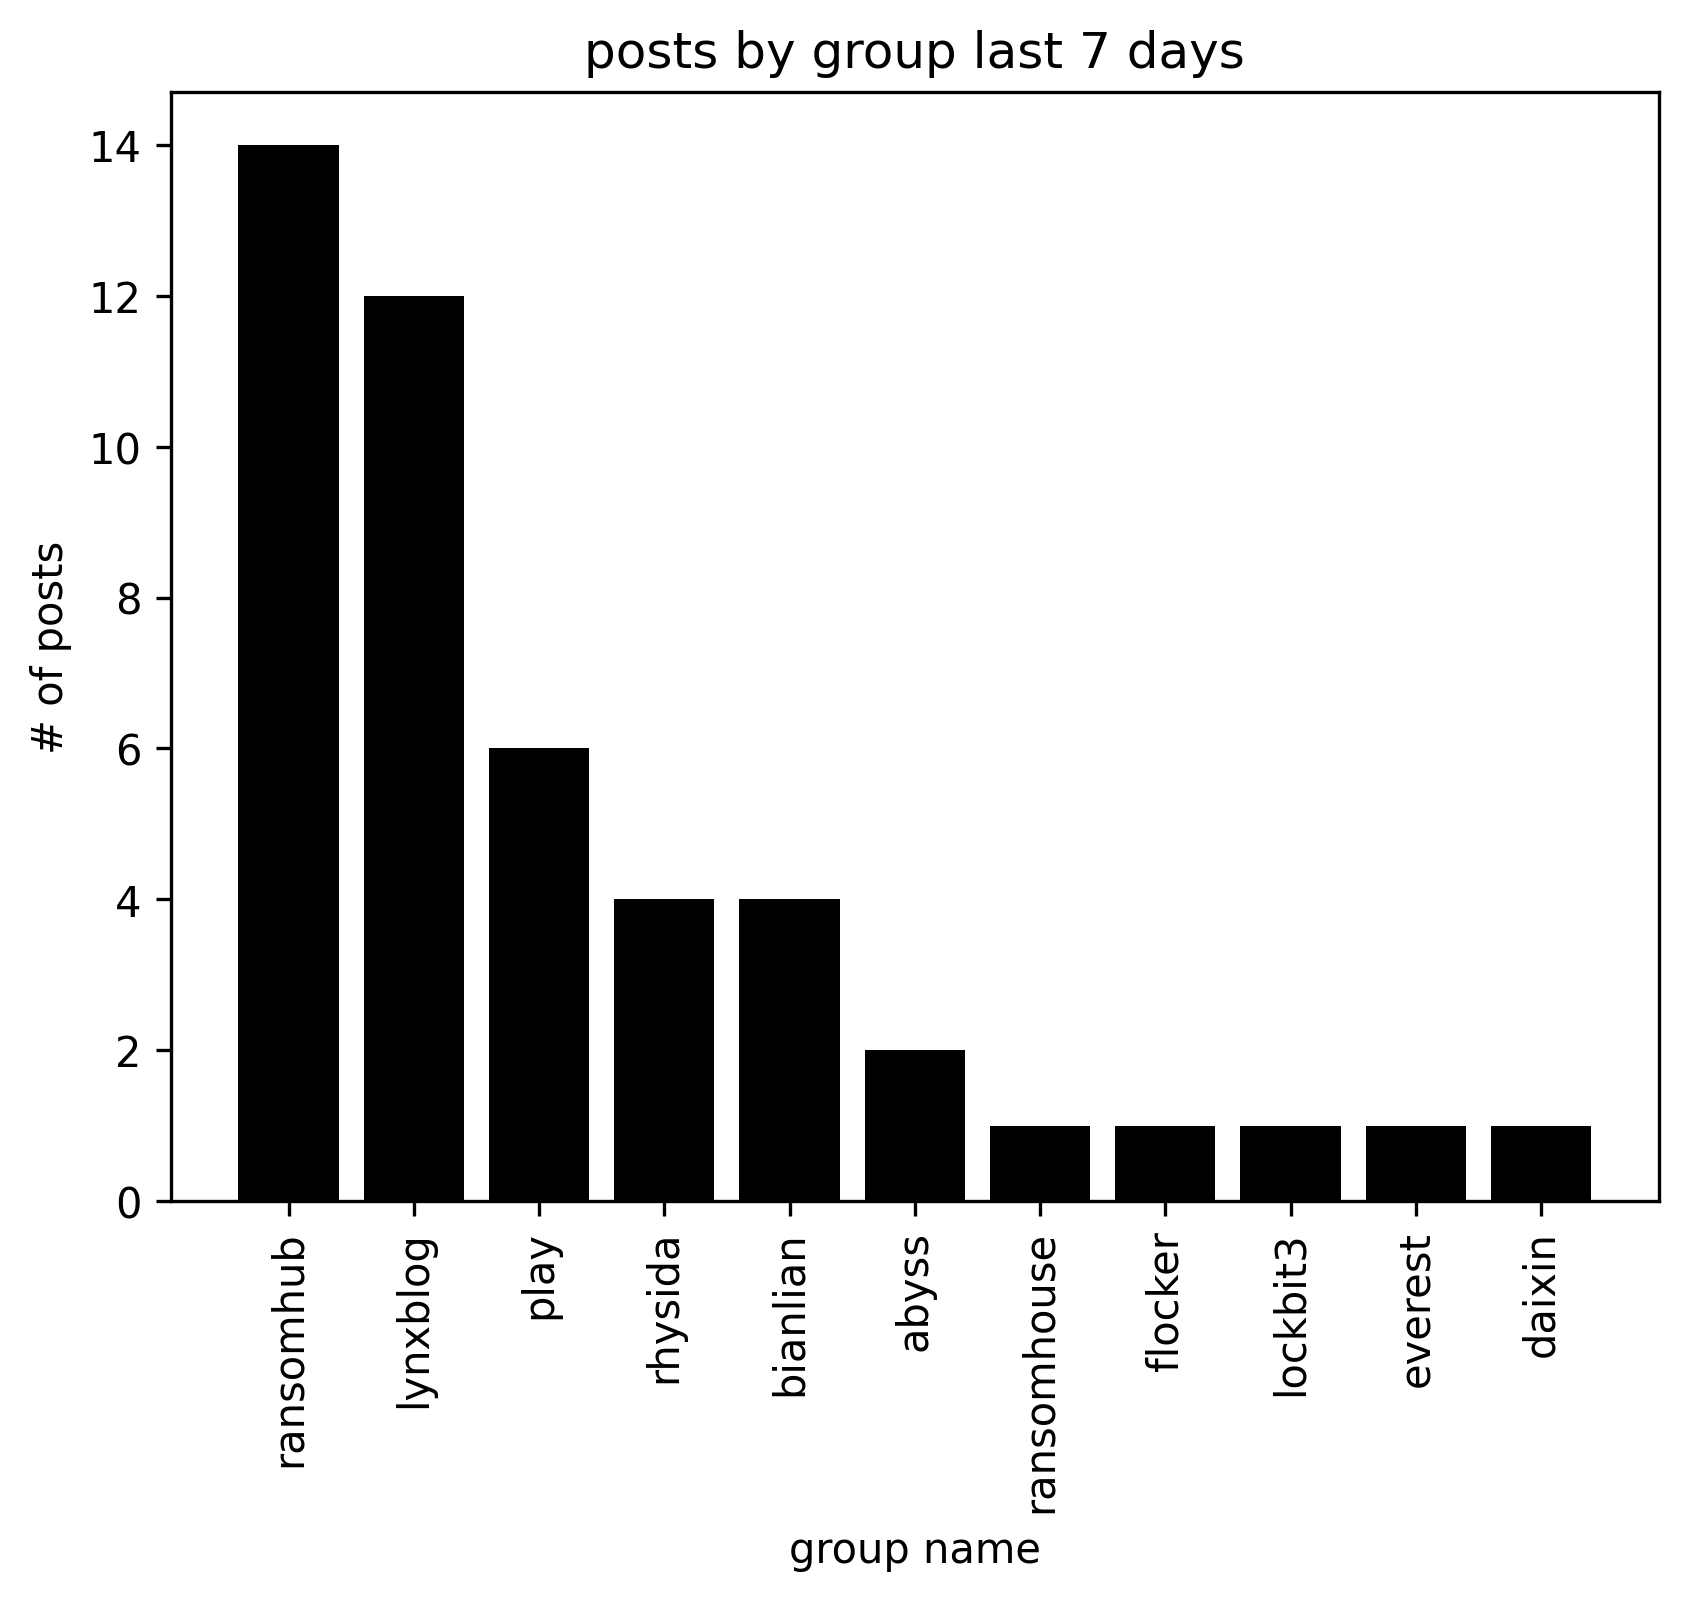 posts by group last 7 days
14
12
10
8
6
4
2
0
# of posts
ransomhub
lynxblog
play
rhysida
bianlian
abyss
ransomhouse
flocker
lockbit3
everest
daixin
group name